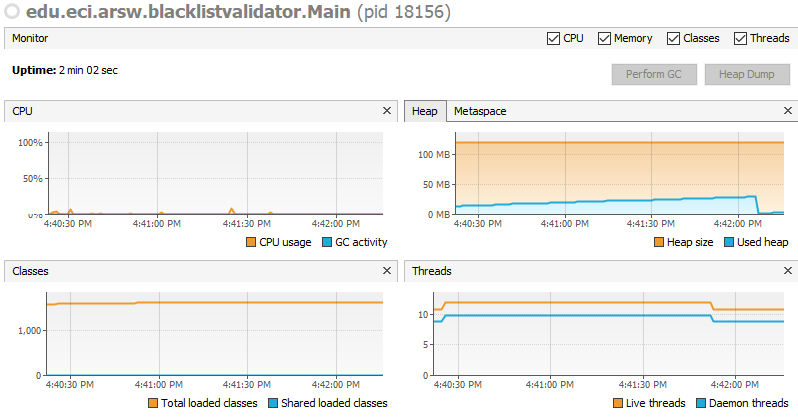 edu.eci.arsw.blacklistvalidator.Main (pid 18156)
Monitor
CPU Memory Classes Threads
Uptime: 2 min 02 sec
Perform GC Heap Dump
CPU
100%
50%
0%
4:40:30 PM 4:41:00 PM 4:41:30 PM 4:42:00 PM
CPU usage GC activity
Heap Metaspace
100 MB
50 MB
0 MB
4:40:30 PM 4:41:00 PM 4:41:30 PM 4:42:00 PM
Heap size Used heap
Classes
1,000
0
4:40:30 PM 4:41:00 PM 4:41:30 PM 4:42:00 PM
Total loaded classes Shared loaded classes
Threads
10
5
0
4:40:30 PM 4:41:00 PM 4:41:30 PM 4:42:00 PM
Live threads Daemon threads